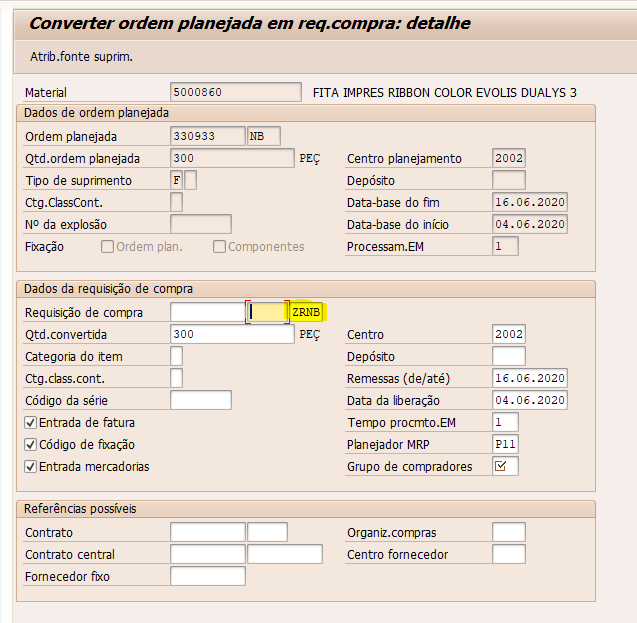 Converter ordem planejada em req.compra: detalhe
Atrib.fonte suprim.
Material 5000860 FITA IMPRES RIBBON COLOR EVOLIS DUALYS 3
Dados de ordem planejada
Ordem planejada 330933 NB
Qtd.ordem planejada 300 PEÇ Centro planejamento 2002
Tipo de suprimento F Depósito
Ctg.ClassCont. Data-base do fim 16.06.2020
Nº da explosão Data-base do início 04.06.2020
Fixação Ordem plan. Componentes Processam.EM 1
Dados da requisição de compra
Requisição de compra ZRNB
Qtd.convertida 300 PEÇ Centro 2002
Categoria do item Depósito
Ctg.class.cont. Remessas (de/até) 16.06.2020
Código da série Data da liberação 04.06.2020
Entrada de fatura Tempo procmto.EM 1
Código de fixação Planejador MRP P11
Entrada mercadorias Grupo de compradores
Referências possíveis
Contrato Organiz.compras
Contrato central Centro fornecedor
Fornecedor fixo